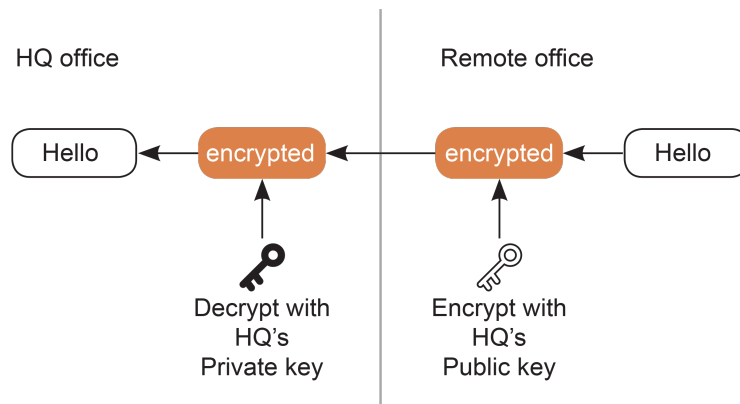 HQ office
Remote office
Hello
encrypted
encrypted
Hello
Decrypt with
HQ’s
Private key
Encrypt with
HQ’s
Public key